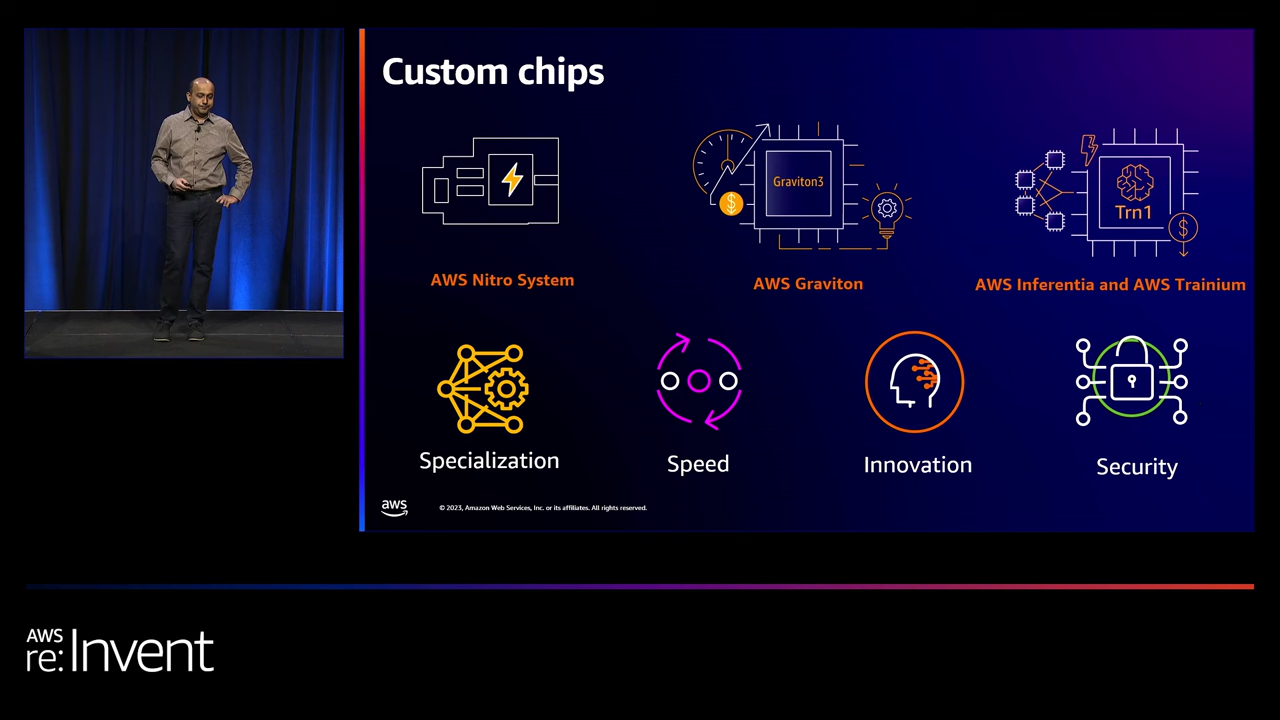 Custom chips
Graviton3
Trn1
AWS Nitro System
AWS Graviton
AWS Inferentia and AWS Trainium
Specialization
Speed
Innovation
Security
aws
© 2023, Amazon Web Services, Inc. or its affiliates. All rights reserved.
AWS
re:Invent